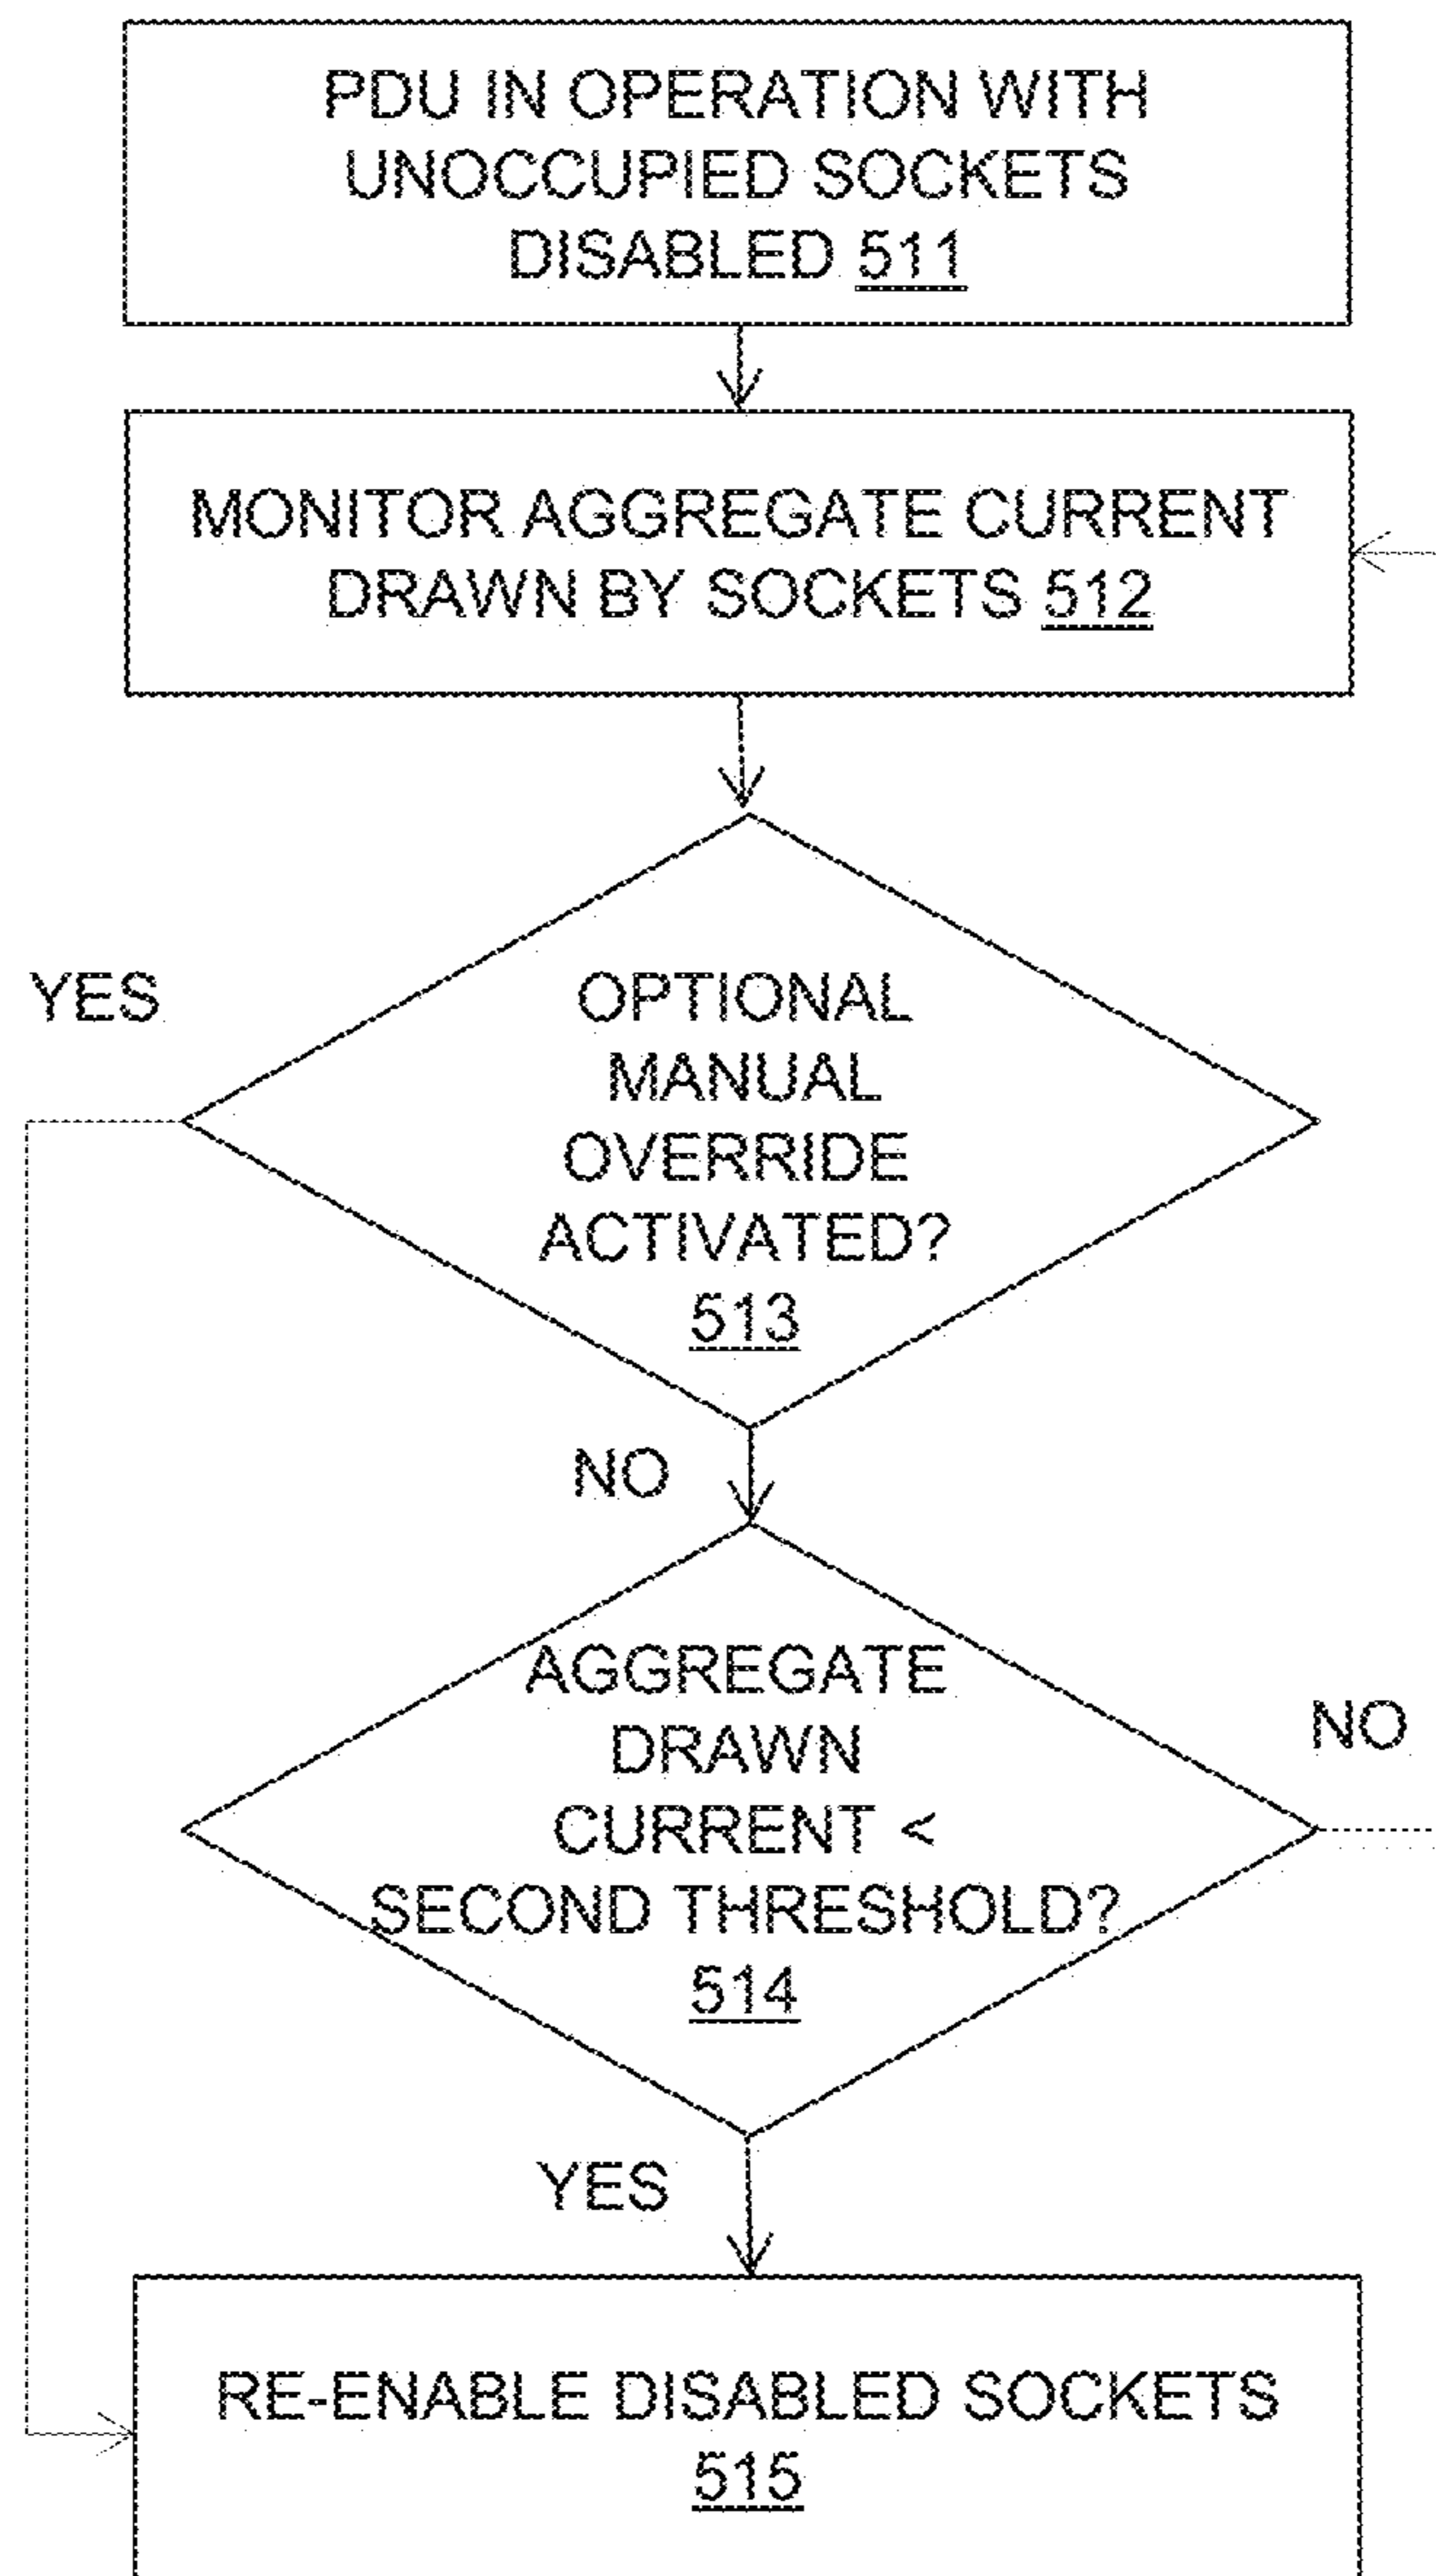 PDU IN OPERATION WITH
UNOCCUPIED SOCKETS
DISABLED 511
MONITOR AGGREGATE CURRENT
DRAWN BY SOCKETS 512
YES
OPTIONAL
MANUAL
OVERRIDE
ACTIVATED?
513
NO
AGGREGATE
DRAWN
CURRENT <
SECOND THRESHOLD?
514
NO
YES
RE-ENABLE DISABLED SOCKETS
515